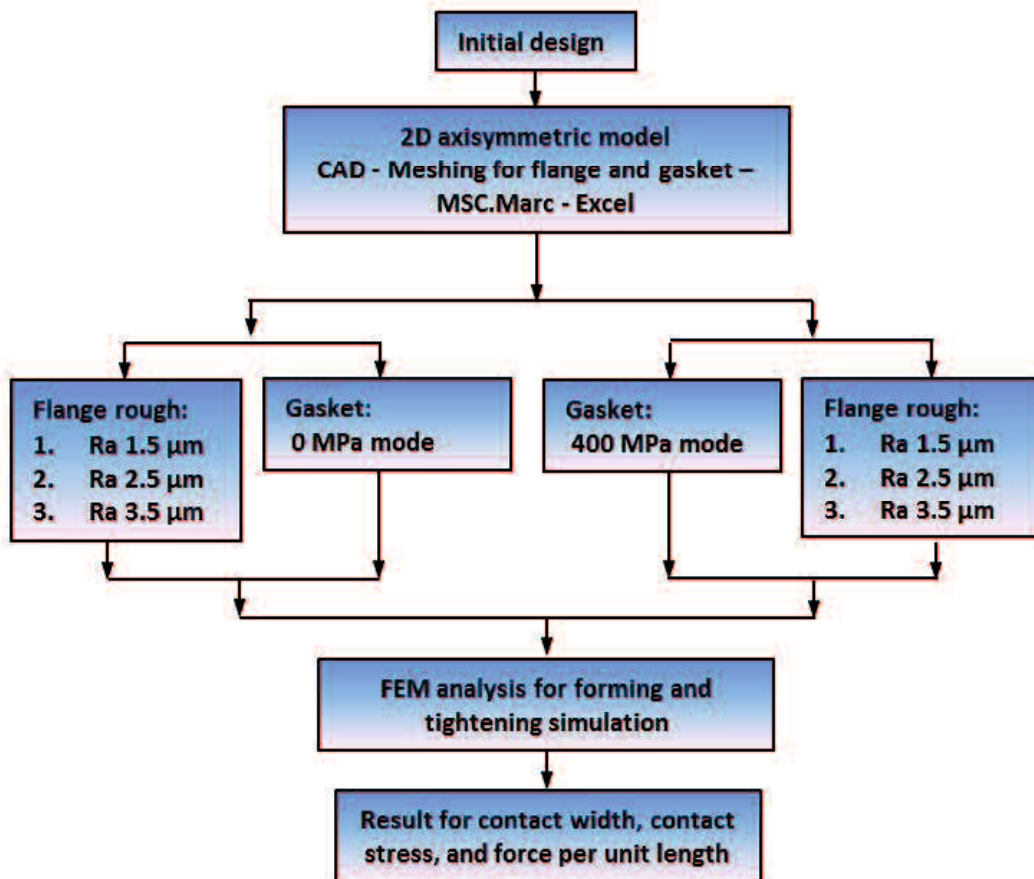 Initial design
2D axisymmetric model
CAD - Meshing for flange and gasket –
MSC.Marc - Excel
Flange rough:
1. Ra 1.5 µm
2. Ra 2.5 µm
3. Ra 3.5 µm
Gasket:
0 MPa mode
Gasket:
400 MPa mode
Flange rough:
1. Ra 1.5 µm
2. Ra 2.5 µm
3. Ra 3.5 µm
FEM analysis for forming and
tightening simulation
Result for contact width, contact
stress, and force per unit length